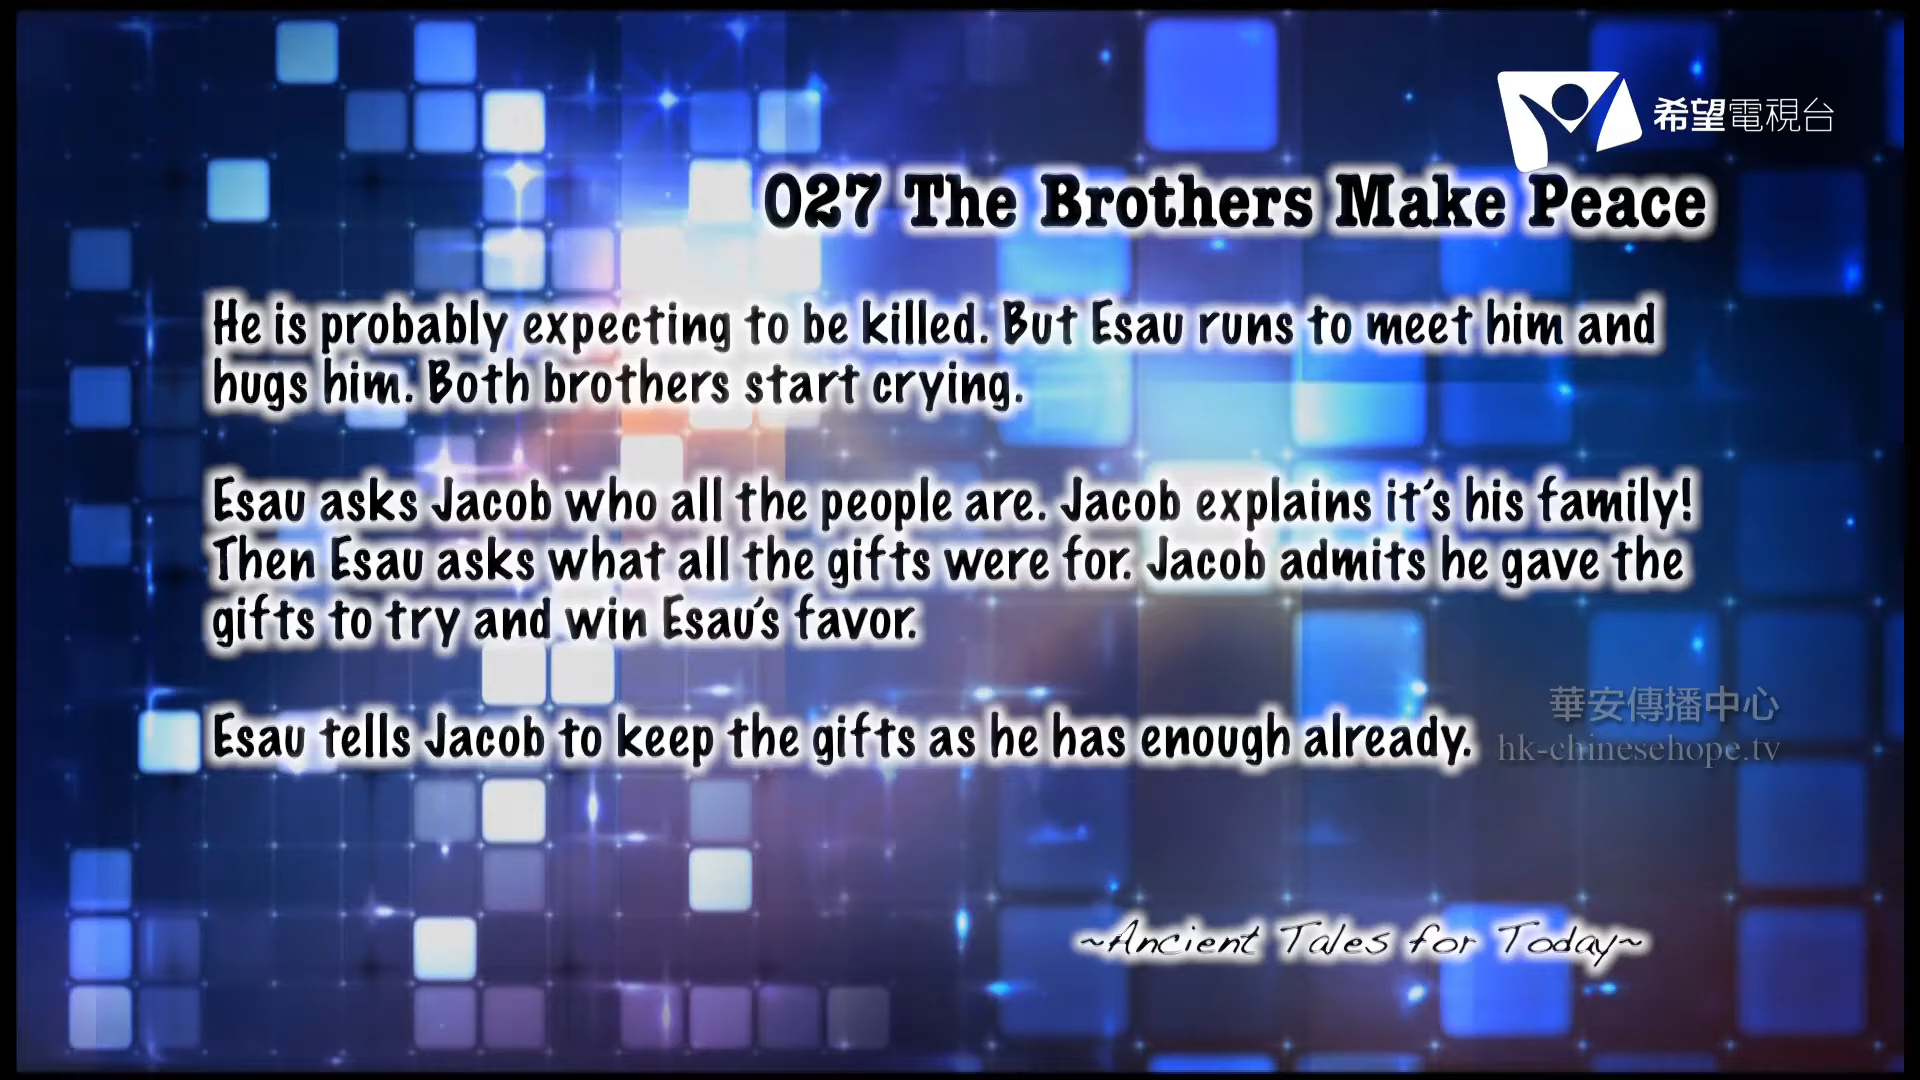 希望電視台
027 The Brothers Make Peace
He is probably expecting to be killed. But Esau runs to meet him and
hugs him. Both brothers start crying.
Esau asks Jacob who all the people are. Jacob explains it's his family!
Then Esau asks what all the gifts were for. Jacob admits he gave the
gifts to try and win Esau's favor.
華安傳播中心
Esau tells Jacob to keep the gifts as he has enough already.
hk-chinesehope.tv
~Ancient Tales for Today~